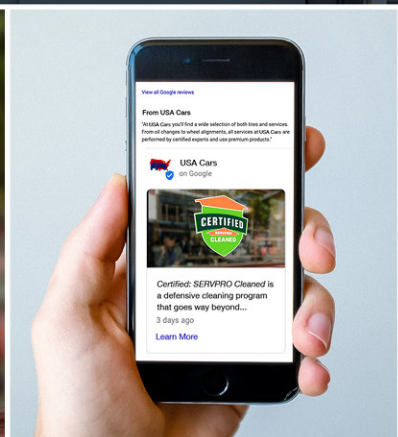 View all Google reviews
From USA Cars
"At USA Cars you'll find a wide selection of both tires and services.
From oil changes to wheel alignments, all services at USA Cars are
performed by certified experts and use premium products."
USA Cars
on Google
CERTIFIED
SERVPRO
CLEANED
Certified: SERVPRO Cleaned is
a defensive cleaning program
that goes way beyond...
3 days ago
Learn More